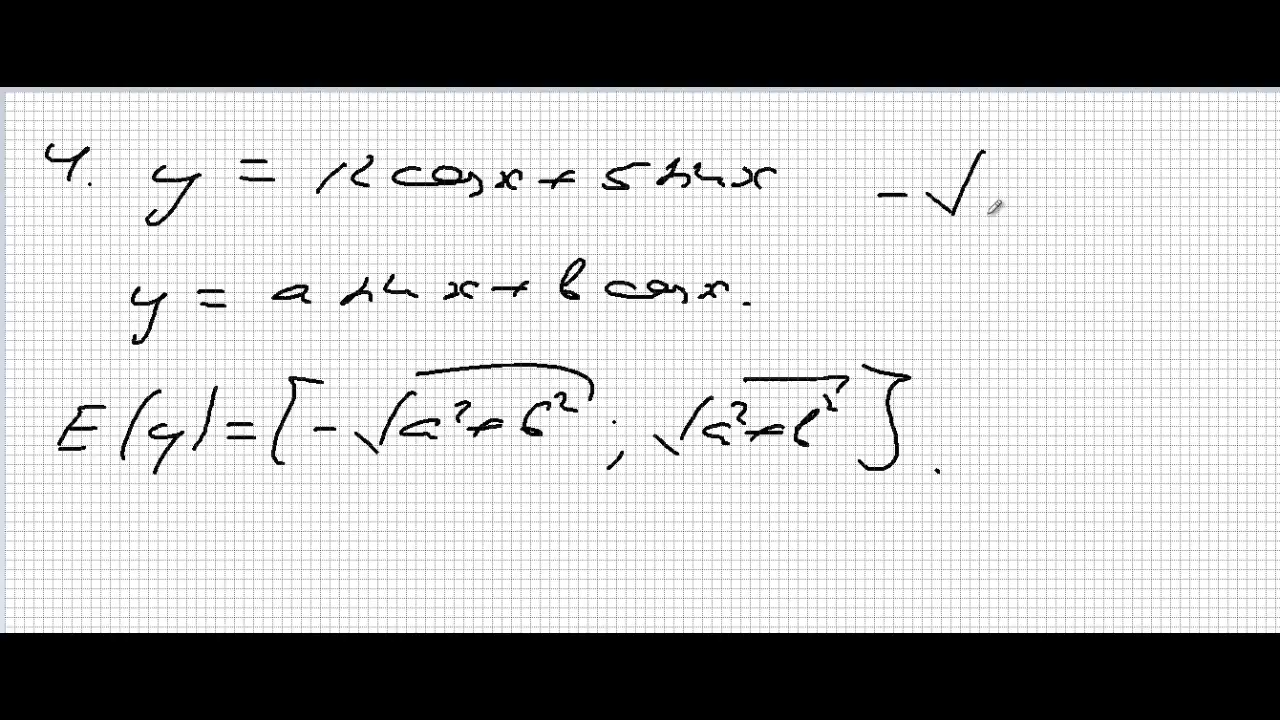 4. y = 12 cos x + 5 sin x   -√
y = a sin x + b cos x.
E(y) = [-√a²+b² ; √a²+b²].